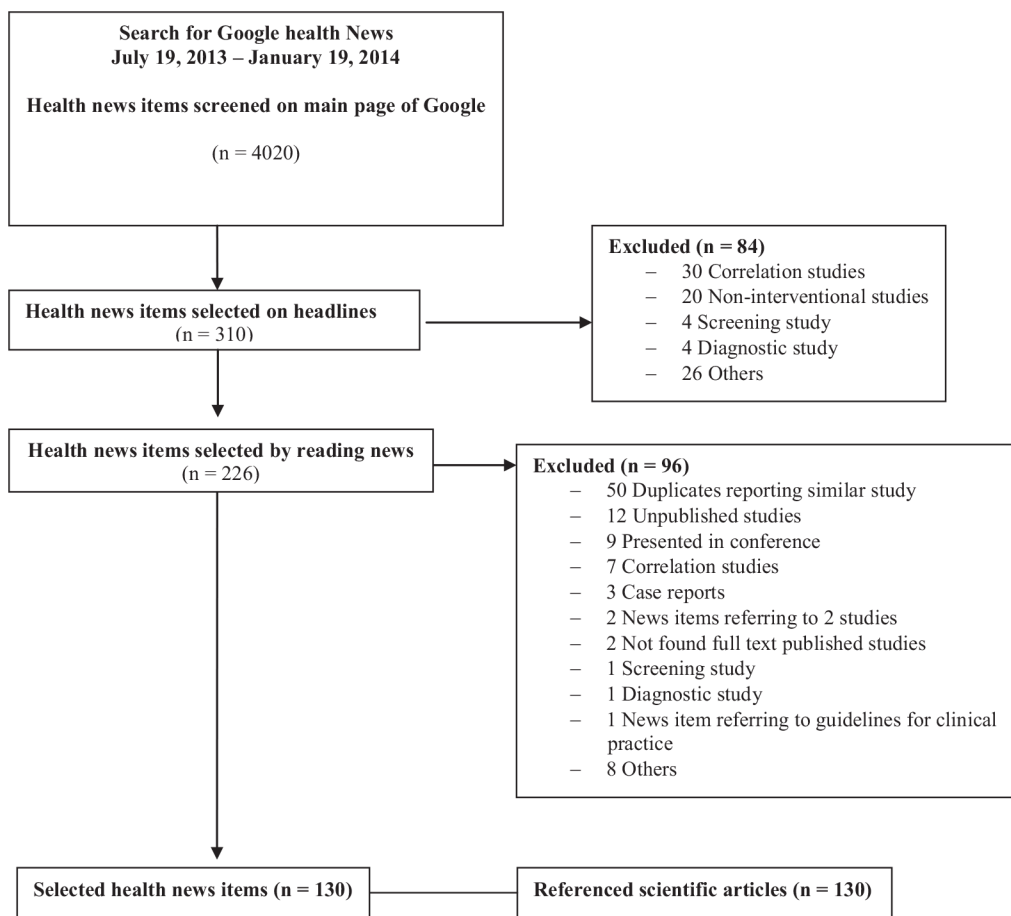 Search for Google health News
July 19, 2013 – January 19, 2014
Health news items screened on main page of Google
(n = 4020)
Excluded (n = 84)
– 30 Correlation studies
– 20 Non-interventional studies
– 4 Screening study
– 4 Diagnostic study
– 26 Others
Health news items selected on headlines
(n = 310)
Health news items selected by reading news
(n = 226)
Excluded (n = 96)
– 50 Duplicates reporting similar study
– 12 Unpublished studies
– 9 Presented in conference
– 7 Correlation studies
– 3 Case reports
– 2 News items referring to 2 studies
– 2 Not found full text published studies
– 1 Screening study
– 1 Diagnostic study
– 1 News item referring to guidelines for clinical
practice
– 8 Others
Selected health news items (n = 130)
Referenced scientific articles (n = 130)